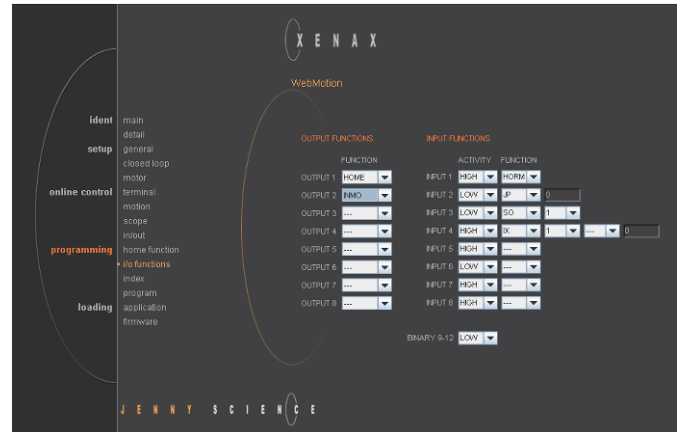 XENAX
WebMotion
ident main
detail
setup general
closed loop
motor
online control terminal
motion
scope
in/out
programming home function
i/o functions
index
program
loading application
firmware
OUTPUT FUNCTIONS INPUT FUNCTIONS
FUNCTION ACTIVITY FUNCTION
OUTPUT 1 HOME INPUT 1 HIGH HORM
OUTPUT 2 INMO INPUT 2 LOW JP 0
OUTPUT 3 --- INPUT 3 LOW SO 1
OUTPUT 4 --- INPUT 4 HIGH IX 1 --- 0
OUTPUT 5 --- INPUT 5 HIGH ---
OUTPUT 6 --- INPUT 6 LOW ---
OUTPUT 7 --- INPUT 7 HIGH ---
OUTPUT 8 --- INPUT 8 HIGH ---
BINARY 9-12 LOW
JENNY SCIENCE